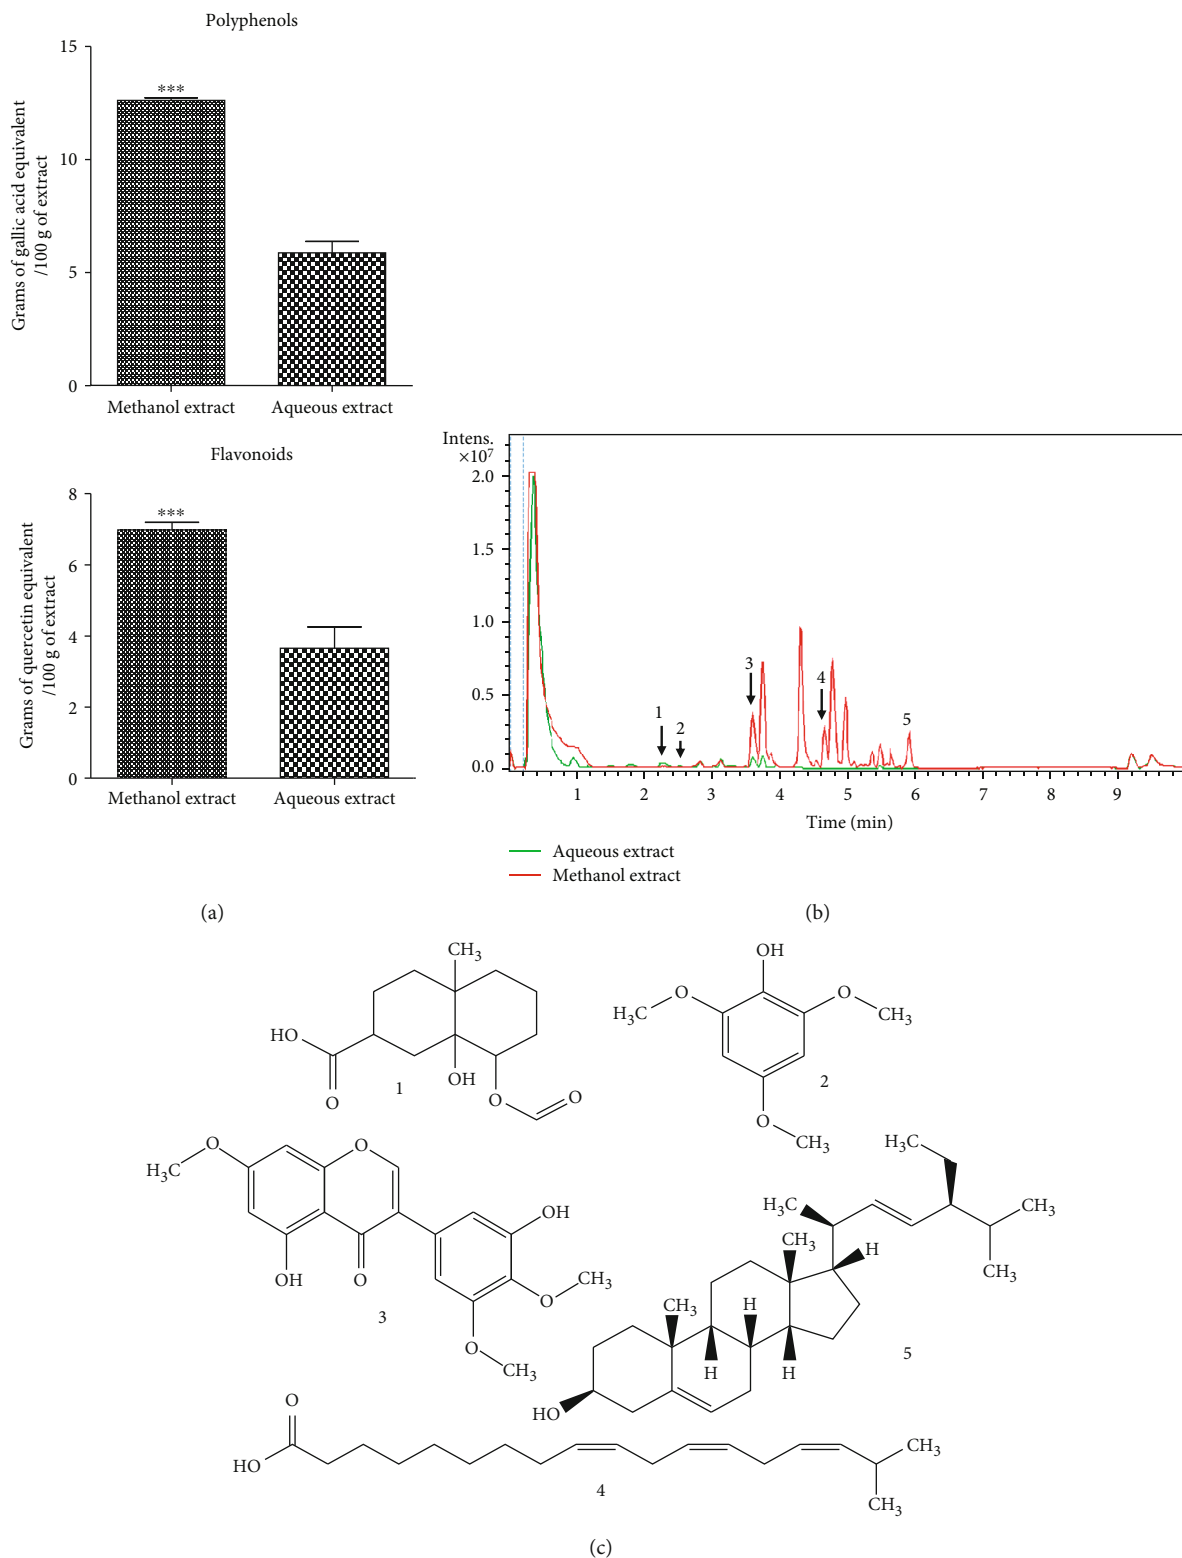 Polyphenols
Grams of gallic acid equivalent
/100 g of extract
15
10
5
0
***
Methanol extract
Aqueous extract
Flavonoids
Grams of quercetin equivalent
/100 g of extract
8
6
4
2
0
***
Methanol extract
Aqueous extract
(a)
Intens.
×10⁷
2.0
1.5
1.0
0.5
0.0
1
2
3
4
5
1 2 3 4 5 6 7 8 9
Time (min)
Aqueous extract
Methanol extract
(b)
CH₃
HO
O
OH
O
O
1
OH
O
O
H₃C
CH₃
2
O
CH₃
O
H₃C
O
OH
O
OH
O
CH₃
O
CH₃
3
H₃C
H₃C
CH₃
CH₃
CH₃
H
CH₃
H
H
H
HO
5
O
HO
CH₃
CH₃
4
(c)